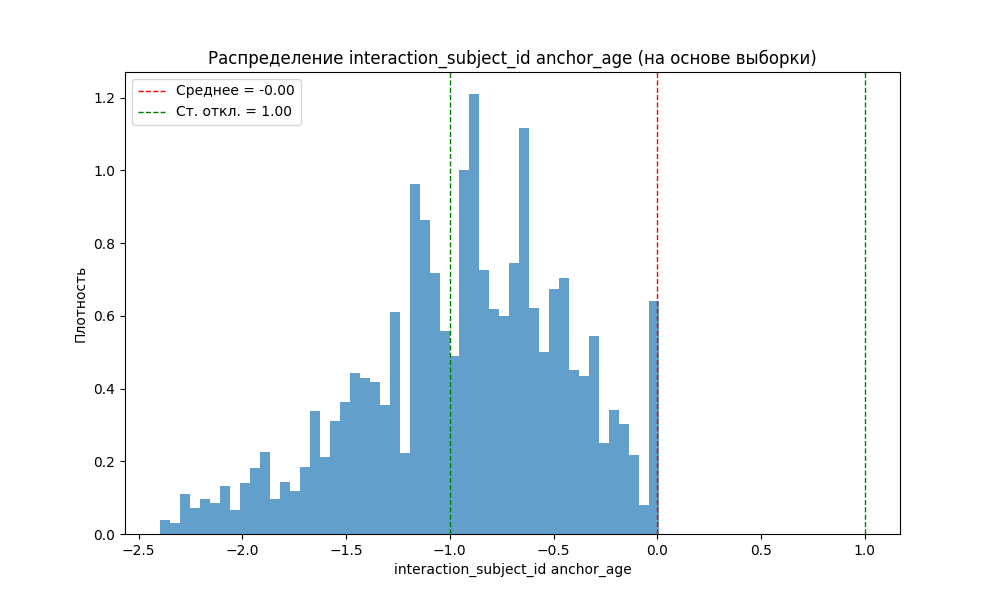 Распределение interaction_subject_id anchor_age (на основе выборки)
Среднее = -0.00
Ст. откл. = 1.00
Плотность
1.2
1.0
0.8
0.6
0.4
0.2
0.0
−2.5 −2.0 −1.5 −1.0 −0.5 0.0 0.5 1.0
interaction_subject_id anchor_age